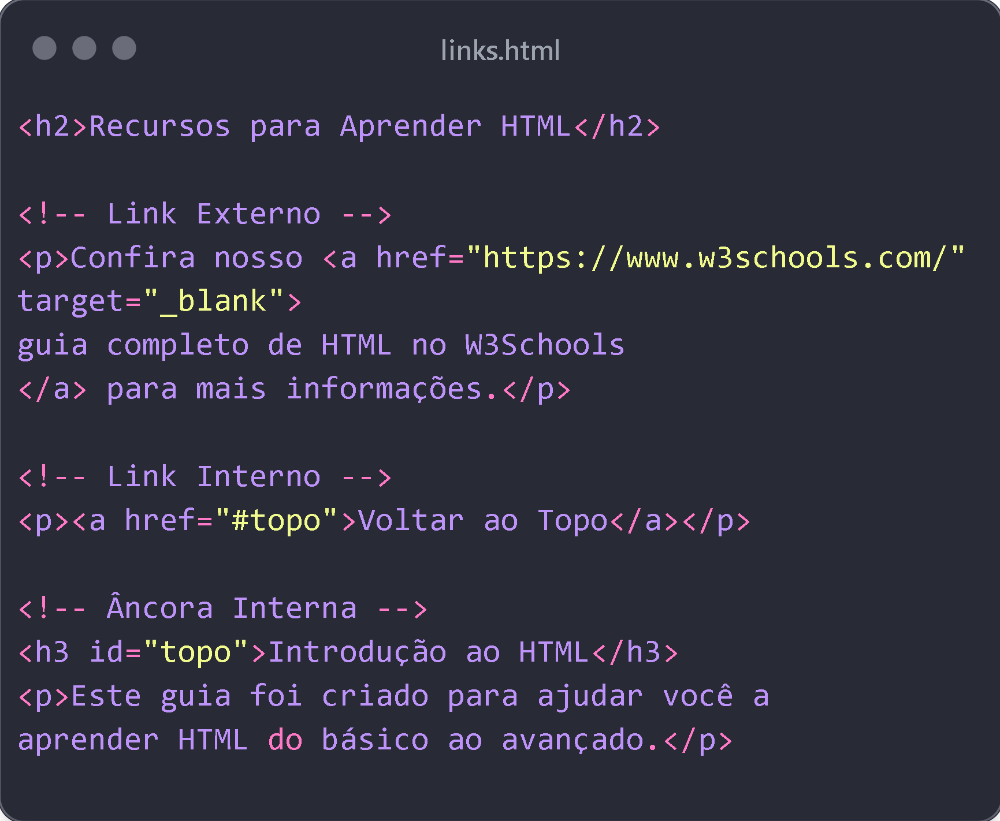 links.html
<h2>Recursos para Aprender HTML</h2>
<!-- Link Externo -->
<p>Confira nosso <a href="https://www.w3schools.com/"
target="_blank">
guia completo de HTML no W3Schools
</a> para mais informações.</p>
<!-- Link Interno -->
<p><a href="#topo">Voltar ao Topo</a></p>
<!-- Âncora Interna -->
<h3 id="topo">Introdução ao HTML</h3>
<p>Este guia foi criado para ajudar você a
aprender HTML do básico ao avançado.</p>